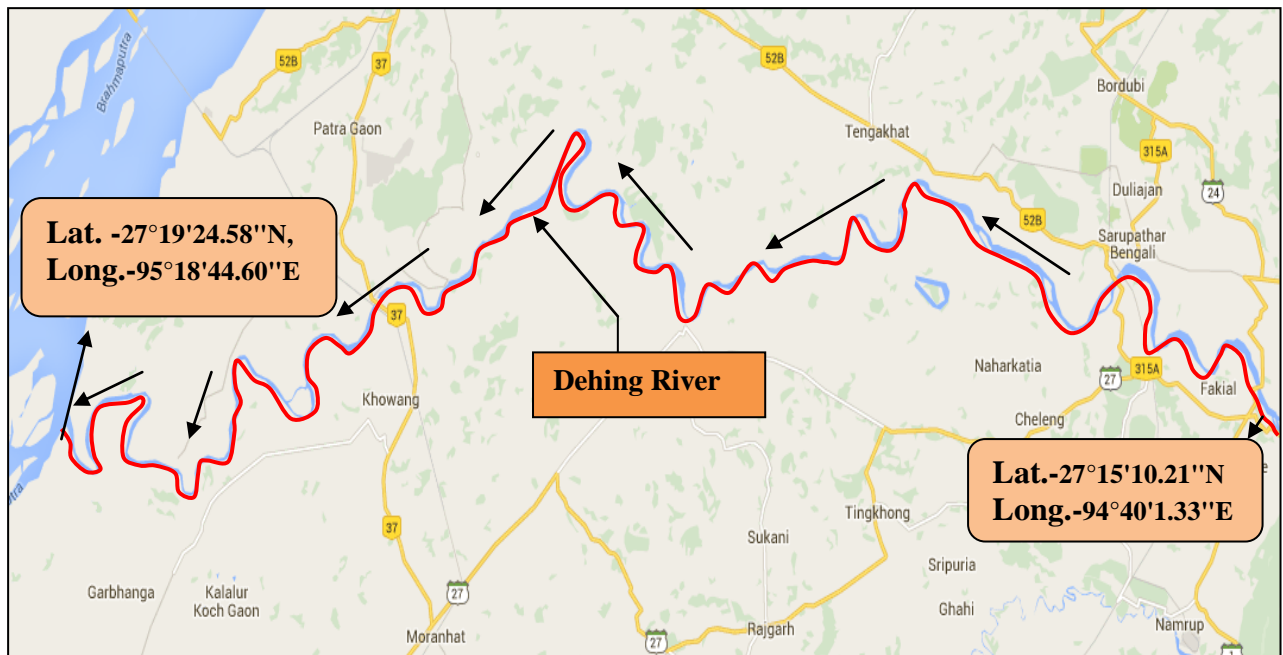 Brahmaputra
52B
37
Patra Gaon
52B
Tengakhat
Bordubi
315A
Duliajan
24
52B
Sarupathar
Bengali
Lat. -27°19'24.58"N,
Long.-95°18'44.60"E
37
Khowang
Dehing River
Naharkatia
27
315A
Fakial
Cheleng
Lat.-27°15'10.21"N
Long.-94°40'1.33"E
37
Tingkhong
Sukani
Sripuria
Ghahi
Garbhanga
Kalalur
Koch Gaon
27
Moranhat
27
Rajgarh
Namrup